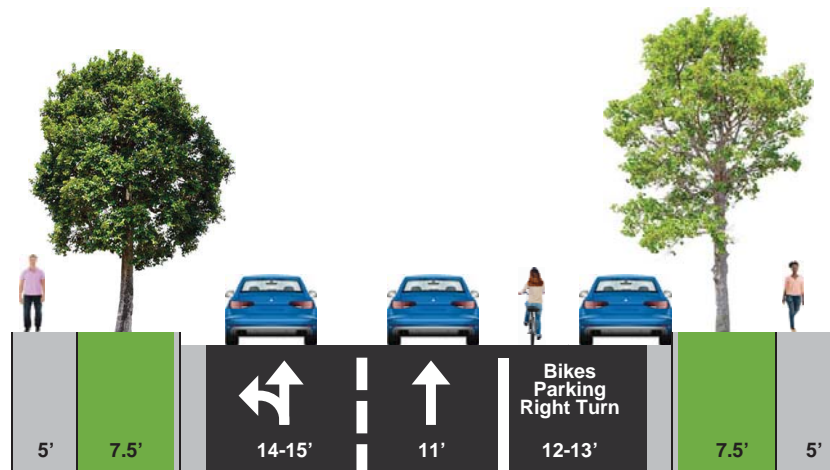 Bikes
Parking
Right Turn
5’ 7.5’ 14-15’ 11’ 12-13’ 7.5’ 5’